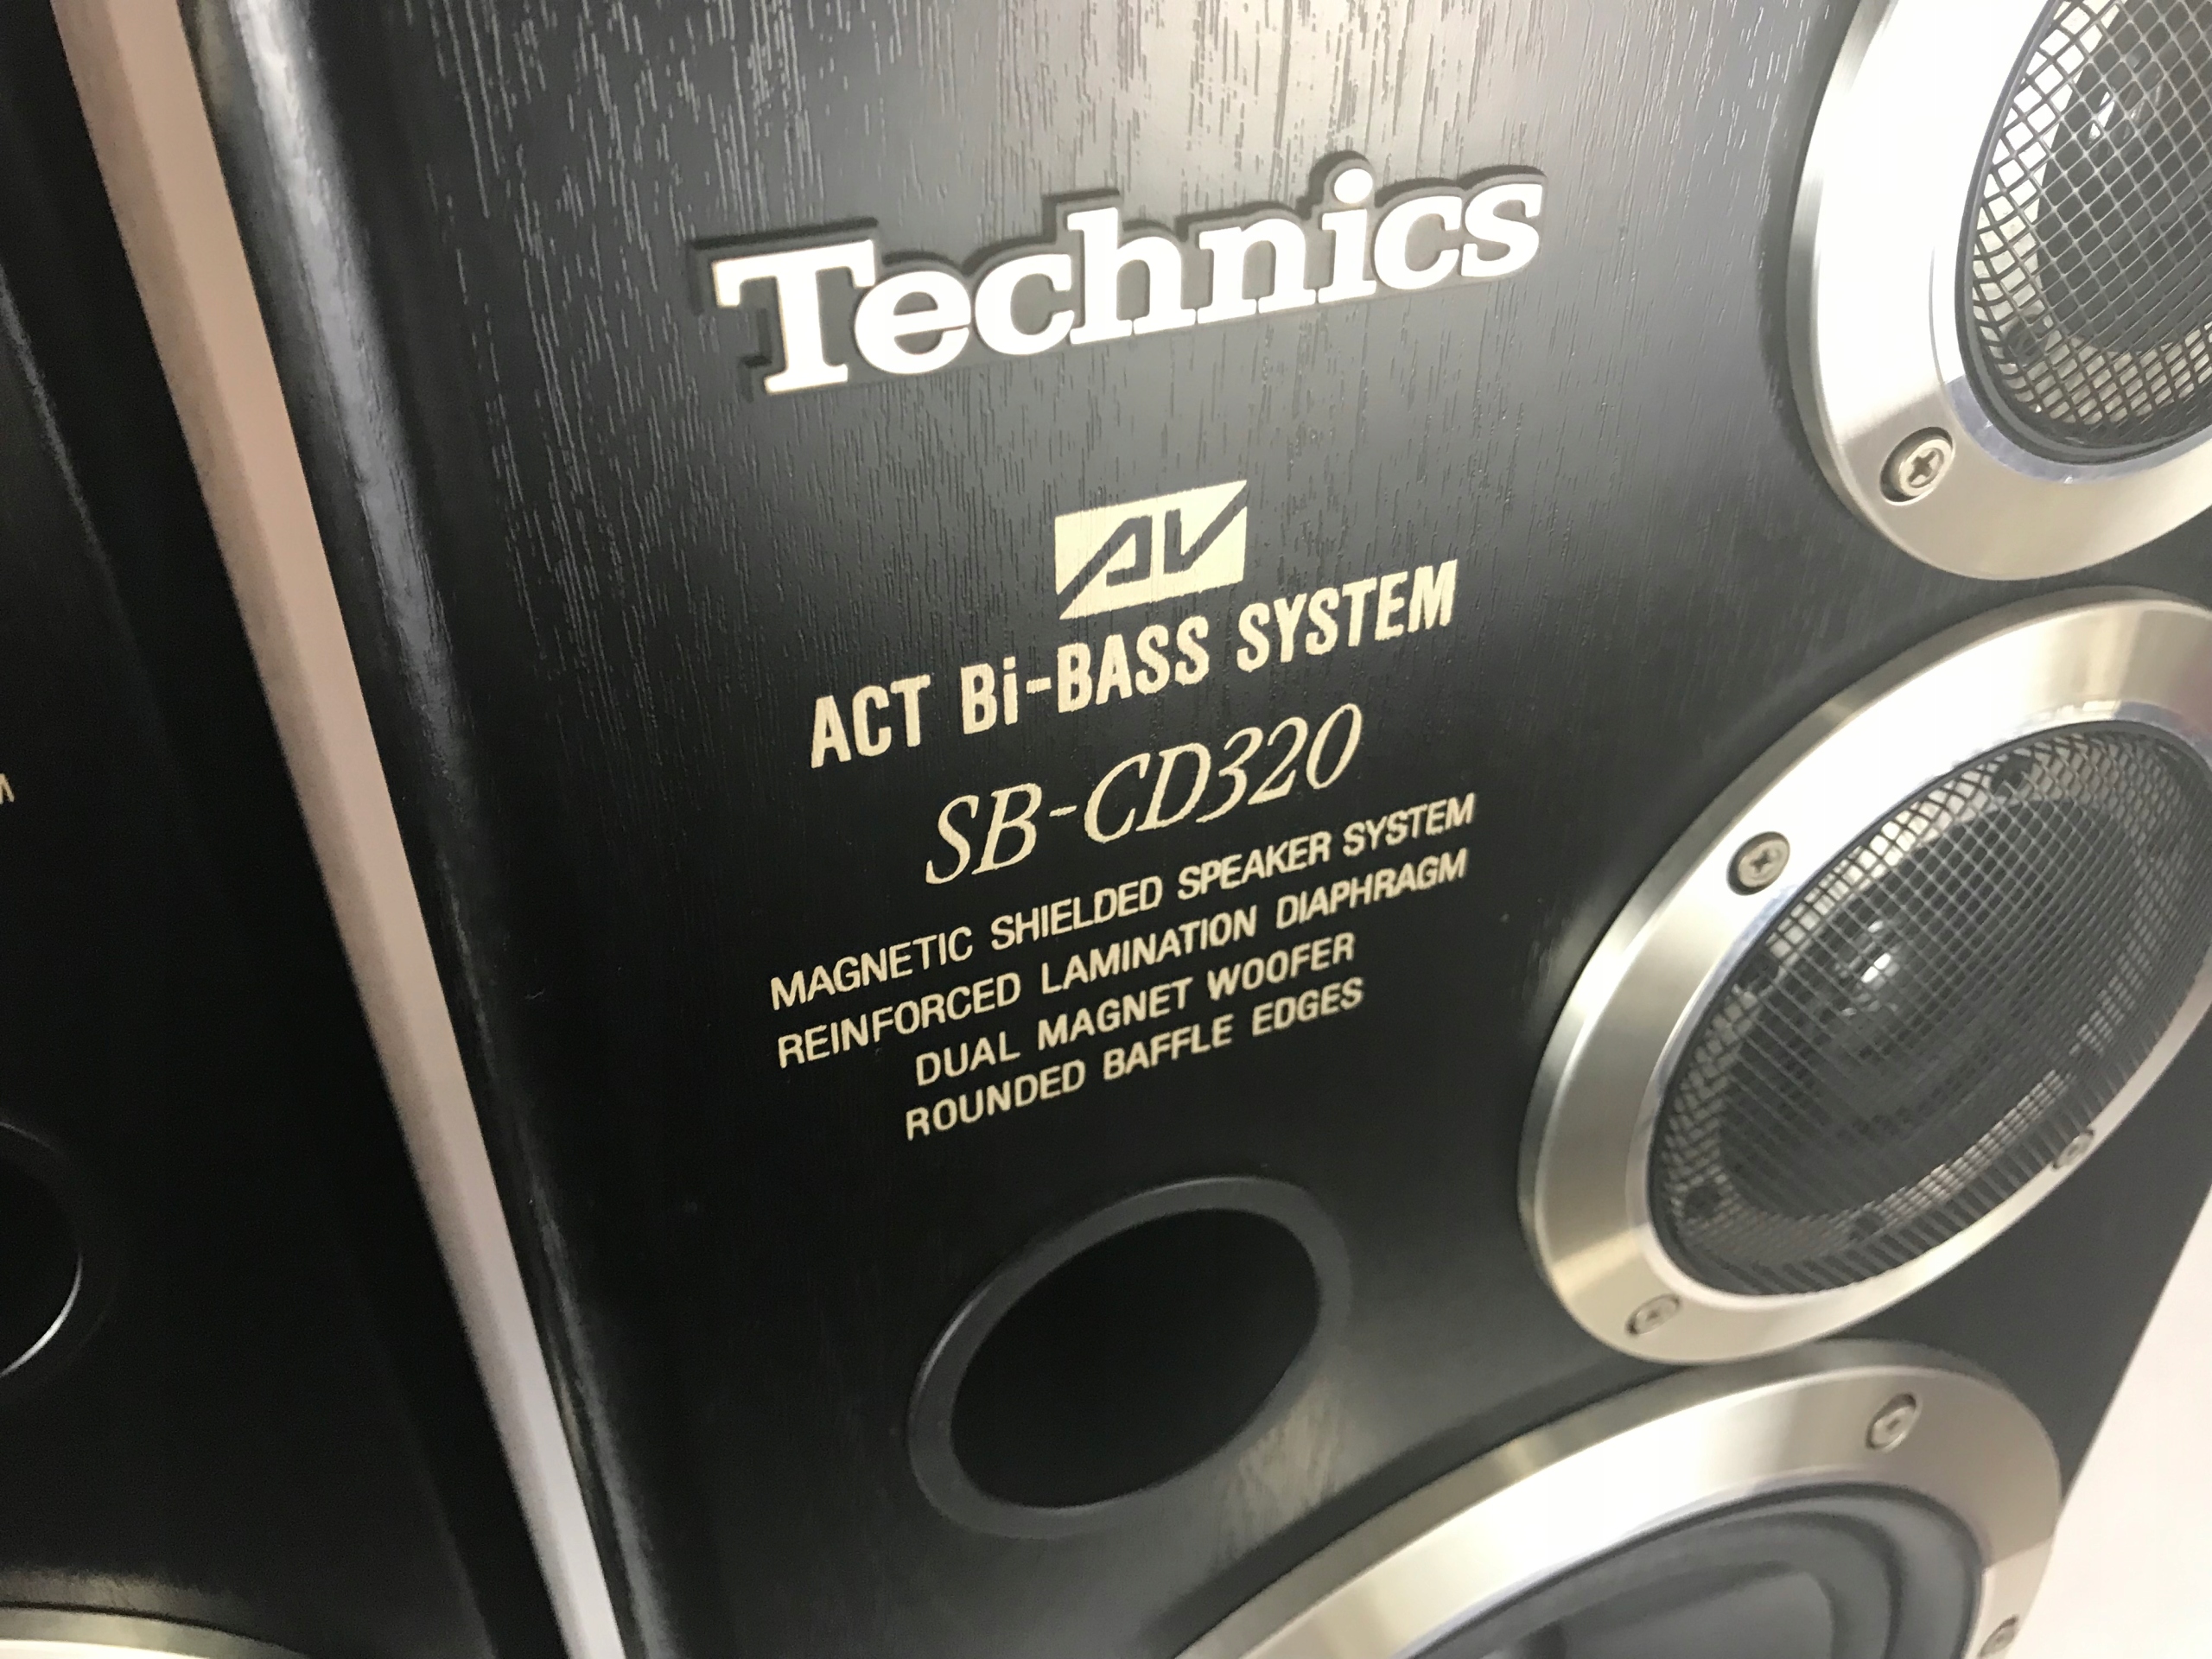 Technics
AV
ACT Bi-BASS SYSTEM
SB-CD320
MAGNETIC SHIELDED SPEAKER SYSTEM
REINFORCED LAMINATION DIAPHRAGM
DUAL MAGNET WOOFER
ROUNDED BAFFLE EDGES